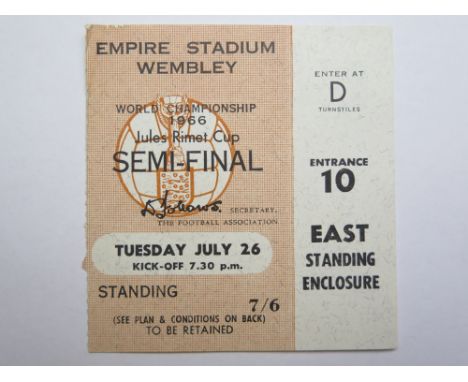 EMPIRE STADIUM
WEMBLEY
WORLD CHAMPIONSHIP
1966
Jules Rimet Cup
SEMI-FINAL
SECRETARY,
THE FOOTBALL ASSOCIATION
TUESDAY JULY 26
KICK-OFF 7.30 p.m.
STANDING
7/6
(SEE PLAN & CONDITIONS ON BACK)
TO BE RETAINED
ENTER AT
D
TURNSTILES
ENTRANCE
10
EAST
STANDING
ENCLOSURE